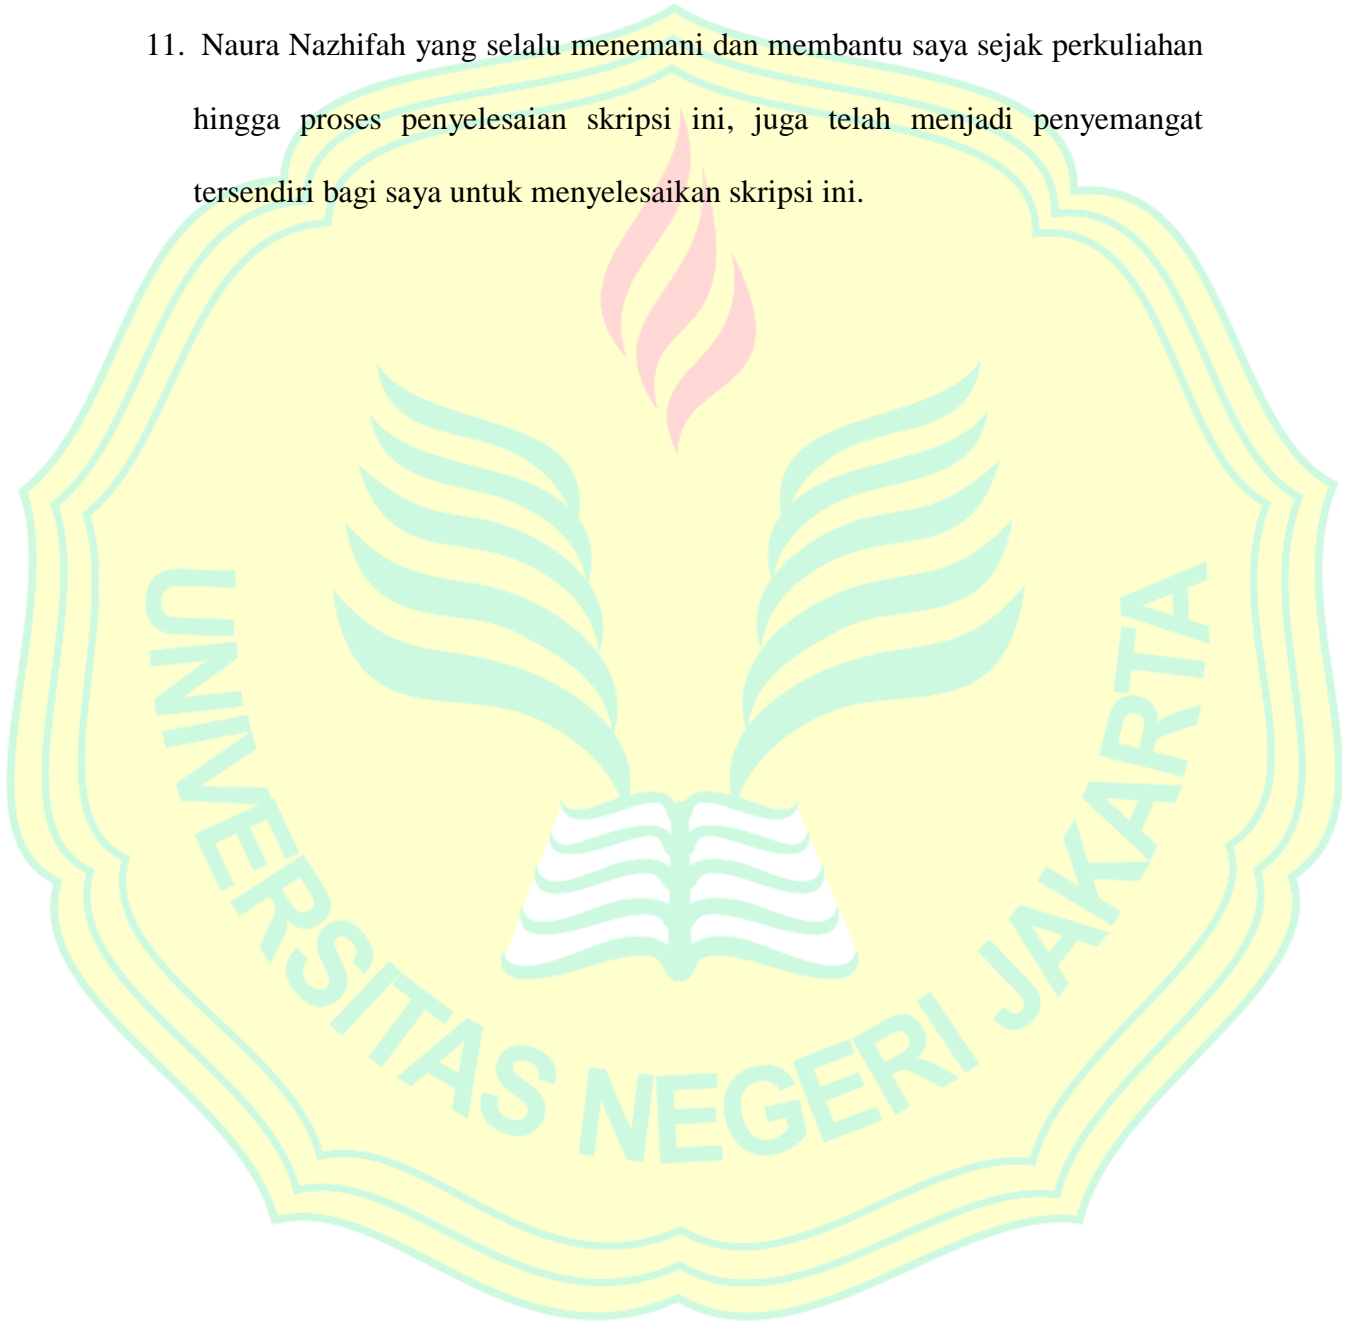 11. Naura Nazhifah yang selalu menemani dan membantu saya sejak perkuliahan
hingga proses penyelesaian skripsi ini, juga telah menjadi penyemangat
tersendiri bagi saya untuk menyelesaikan skripsi ini.
UNIVERSITAS NEGERI JAKARTA